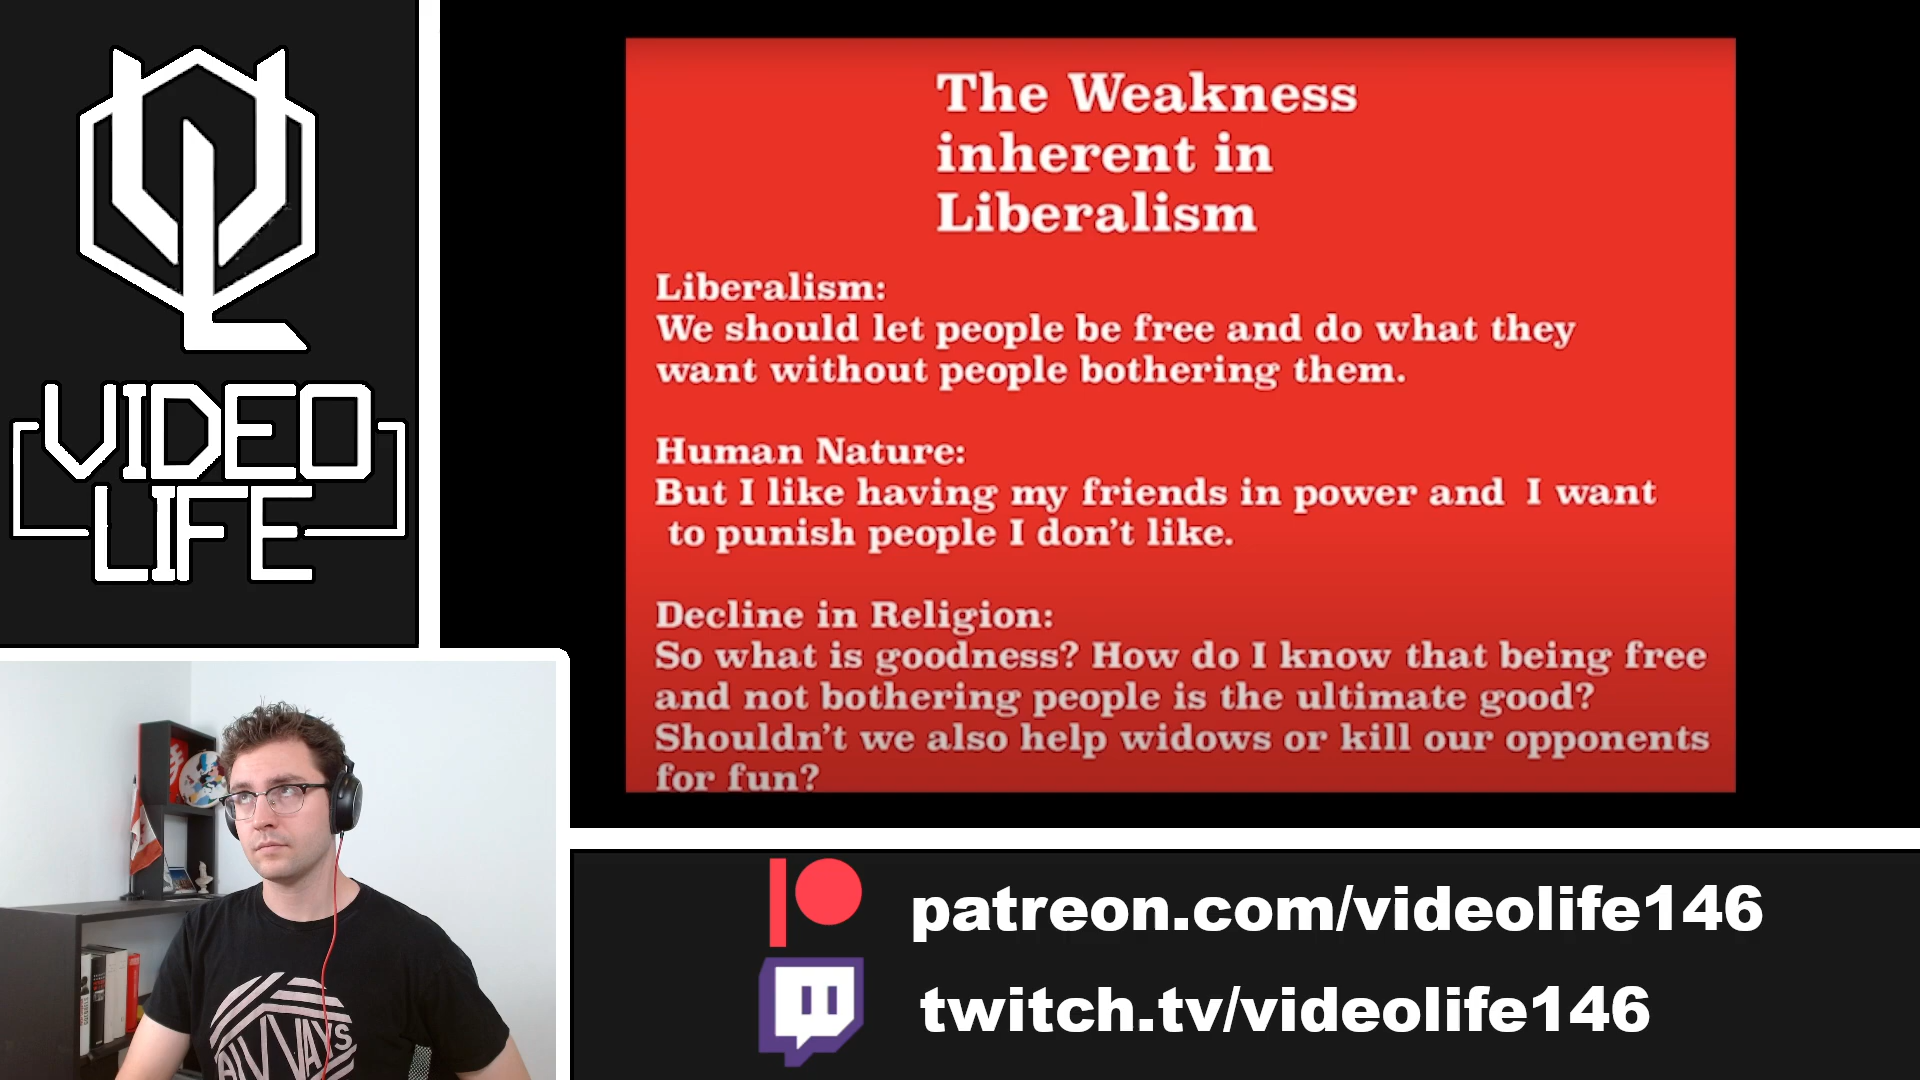 VIDEO
LIFE
The Weakness
inherent in
Liberalism
Liberalism:
We should let people be free and do what they
want without people bothering them.
Human Nature:
But I like having my friends in power and I want
to punish people I don't like.
Decline in Religion:
So what is goodness? How do I know that being free
and not bothering people is the ultimate good?
Shouldn't we also help widows or kill our opponents
for fun?
ALVVAYS
patreon.com/videolife146
twitch.tv/videolife146